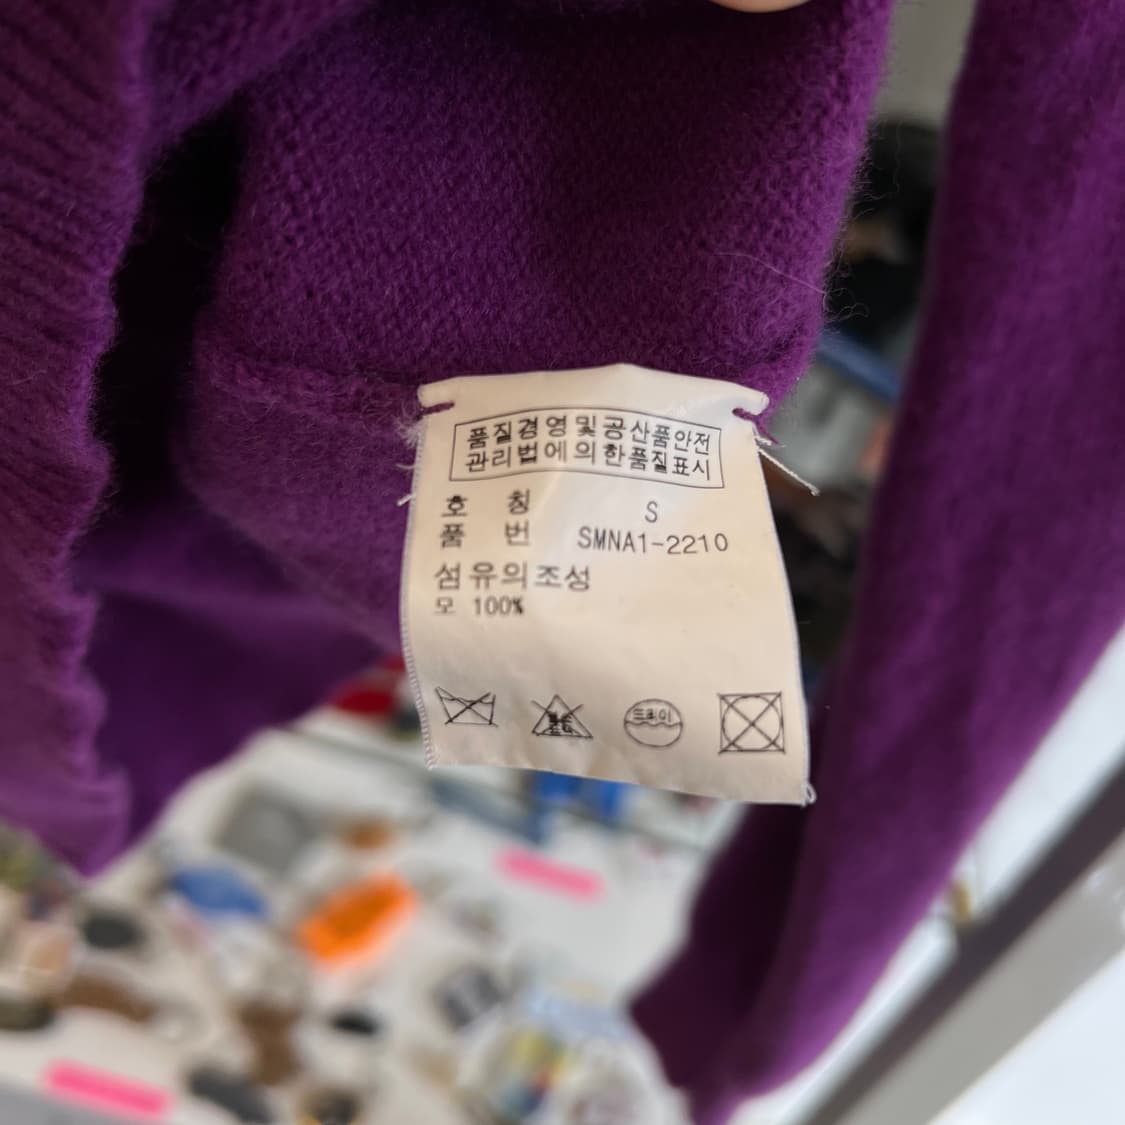 품질경영및공산품안전
관리법에의한품질표시
호 칭 S
품 번 SMNA1-2210
섬유의조성
모 100%
드라이